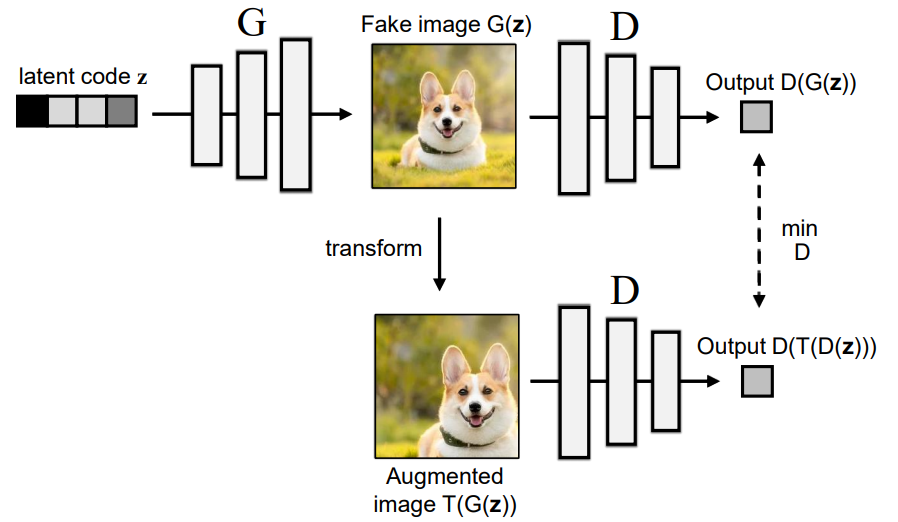 G
Fake image G(z)
D
latent code z
Output D(G(z))
transform
min
D
D
Output D(T(D(z)))
Augmented
image T(G(z))